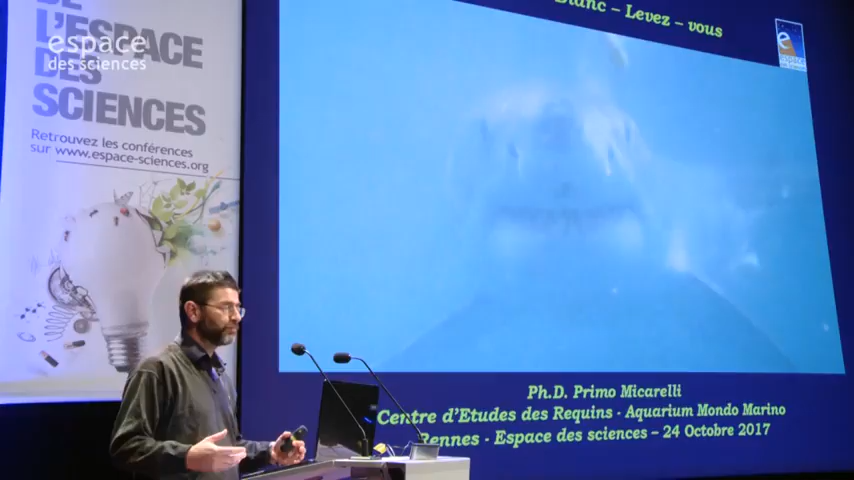 DE
L'ESPACE
DES
SCIENCES
espace
des sciences
Retrouvez les conférences
sur www.espace-sciences.org
Blanc – Levez – vous
Ph.D. Primo Micarelli
Centre d'Etudes des Requins - Aquarium Mondo Marino
Rennes - Espace des sciences – 24 Octobre 2017